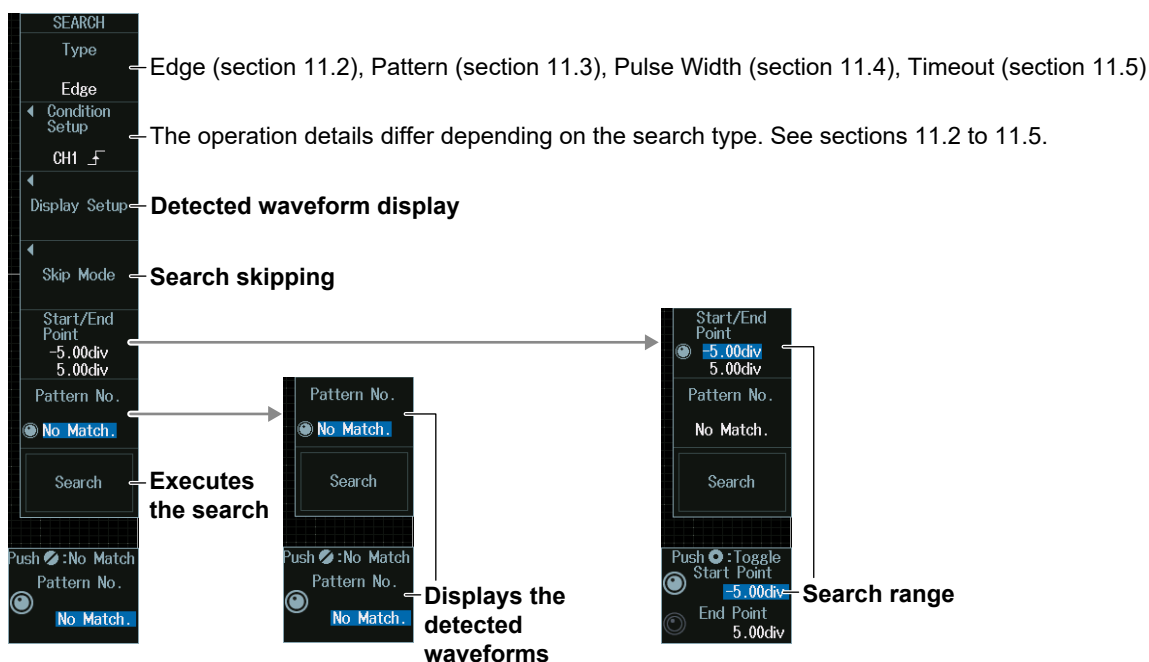 SEARCH
Type
Edge
Edge (section 11.2), Pattern (section 11.3), Pulse Width (section 11.4), Timeout (section 11.5)
Condition
Setup
CH1
The operation details differ depending on the search type. See sections 11.2 to 11.5.
Display Setup
Detected waveform display
Skip Mode
Search skipping
Start/End
Point
-5.00div
5.00div
Pattern No.
No Match.
Search
Executes
the search
Push :No Match
Pattern No.
No Match.
Pattern No.
No Match.
Search
Push :No Match
Pattern No.
No Match.
Displays the
detected
waveforms
Start/End
Point
-5.00div
5.00div
Pattern No.
No Match.
Search
Push :Toggle
Start Point
-5.00div
End Point
5.00div
Search range